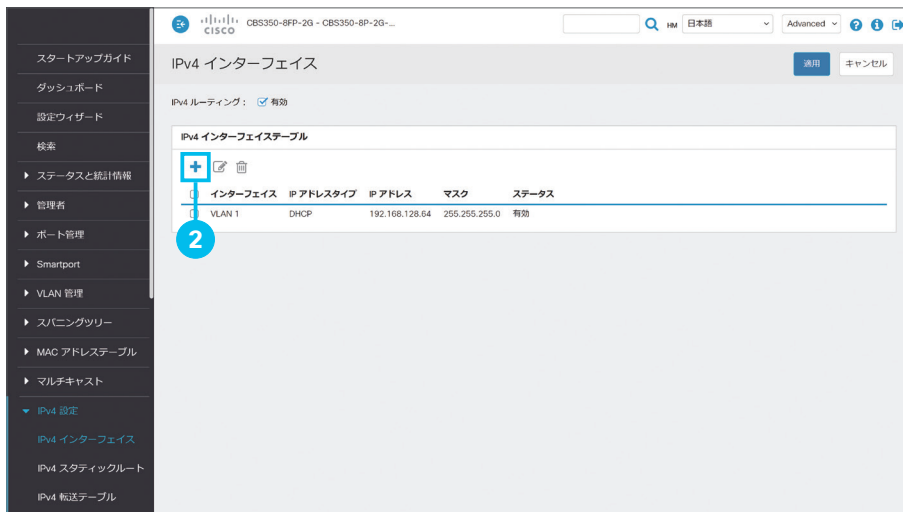 CISCO
CBS350-8FP-2G - CBS350-8P-2G-...
HM 日本語
Advanced
スタートアップガイド
ダッシュボード
設定ウィザード
検索
ステータスと統計情報
管理者
ポート管理
Smartport
VLAN 管理
スパニングツリー
MAC アドレステーブル
マルチキャスト
IPv4 設定
IPv4 インターフェイス
IPv4 スタティックルート
IPv4 転送テーブル
IPv4 インターフェイス
適用
キャンセル
IPv4 ルーティング : 有効
IPv4 インターフェイステーブル
インターフェイス IP アドレスタイプ IP アドレス マスク ステータス
VLAN 1 DHCP 192.168.128.64 255.255.255.0 有効
2